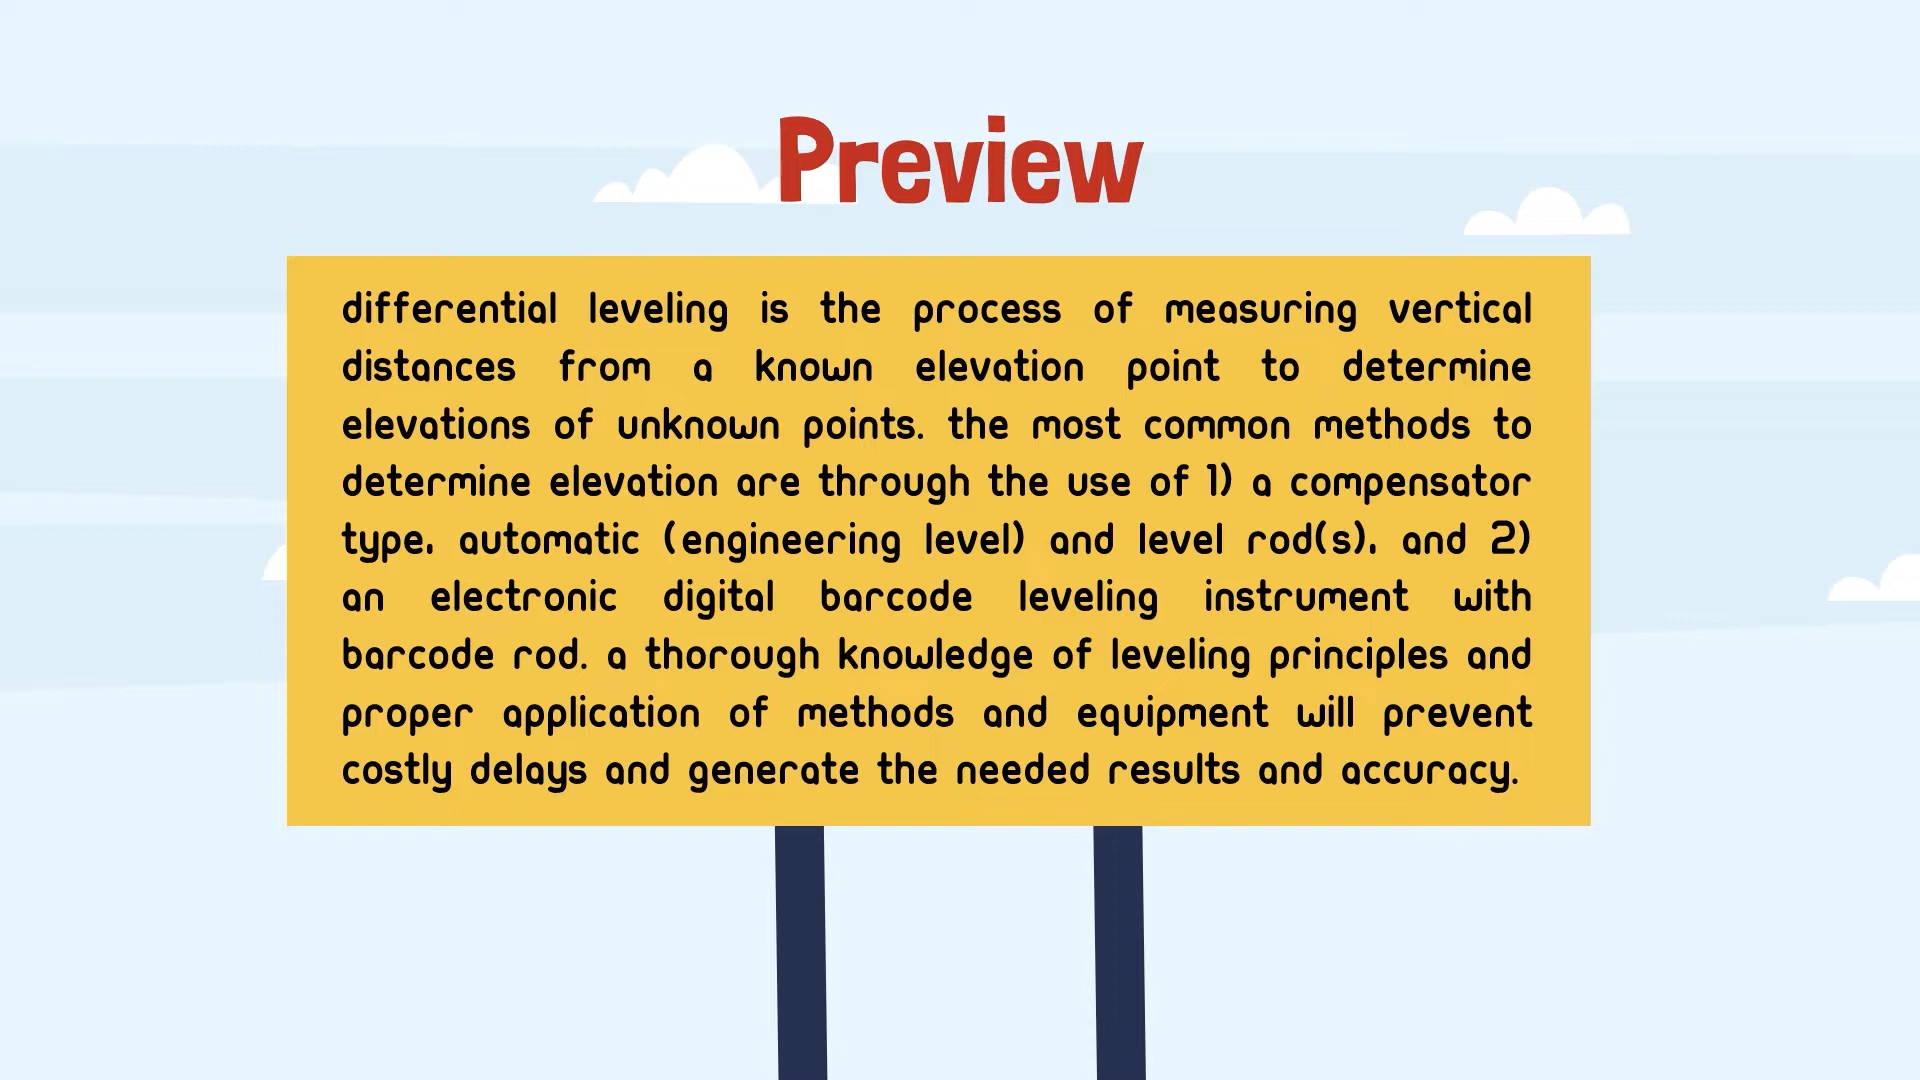 Preview
differential leveling is the process of measuring vertical
distances from a known elevation point to determine
elevations of unknown points. the most common methods to
determine elevation are through the use of 1) a compensator
type, automatic (engineering level) and level rod(s), and 2)
an electronic digital barcode leveling instrument with
barcode rod. a thorough knowledge of leveling principles and
proper application of methods and equipment will prevent
costly delays and generate the needed results and accuracy.